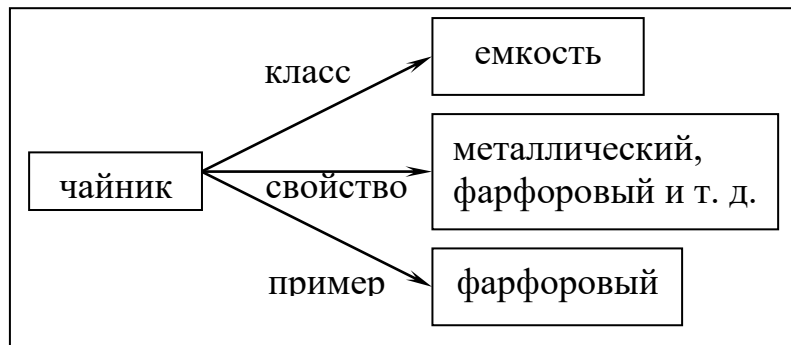 емкость
класс
металлический,
фарфоровый и т. д.
чайник
свойство
пример
фарфоровый